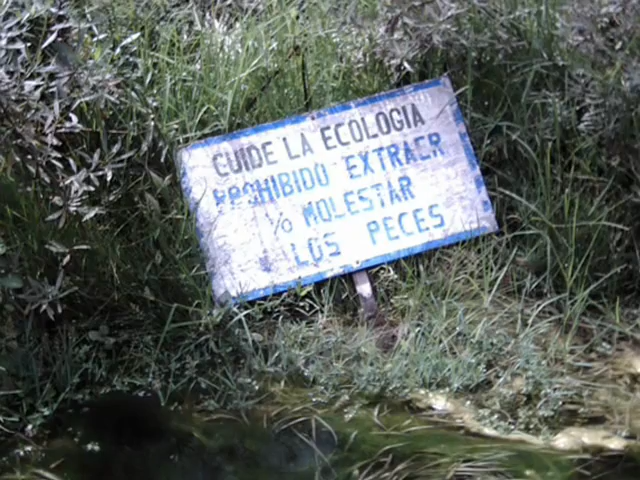 CUIDE LA ECOLOGIA
PROHIBIDO EXTRAER
Y/O MOLESTAR
LOS PECES